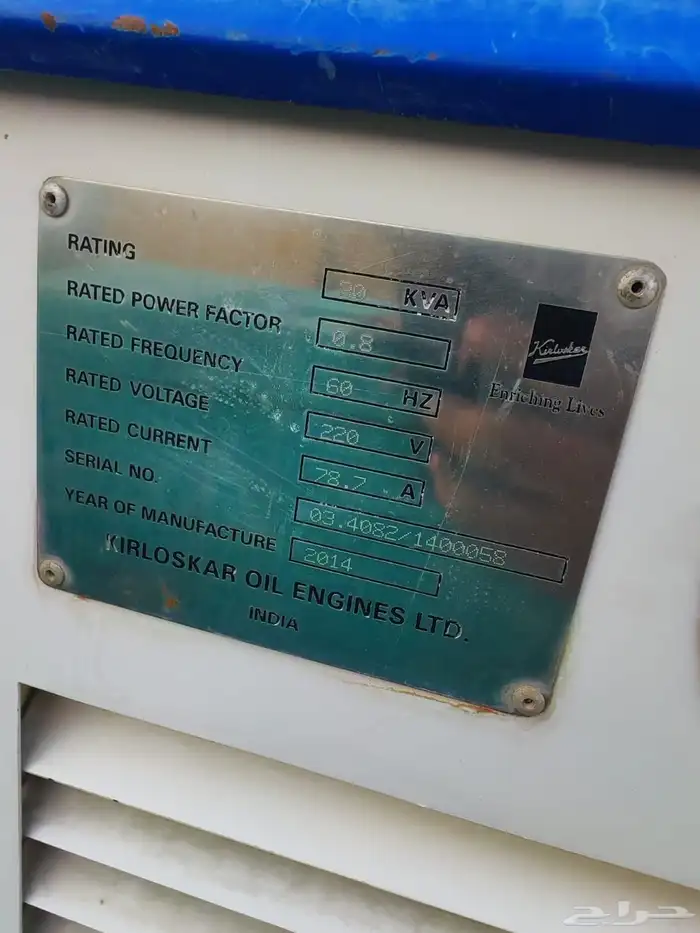 RATING 30 KVA
RATED POWER FACTOR 0.8
RATED FREQUENCY 60 HZ
RATED VOLTAGE 220 V
RATED CURRENT 78.7 A
SERIAL NO. 03.4082/1400058
YEAR OF MANUFACTURE 2014
KIRLOSKAR OIL ENGINES LTD.
INDIA
Kirloskar
Enriching Lives
حراج